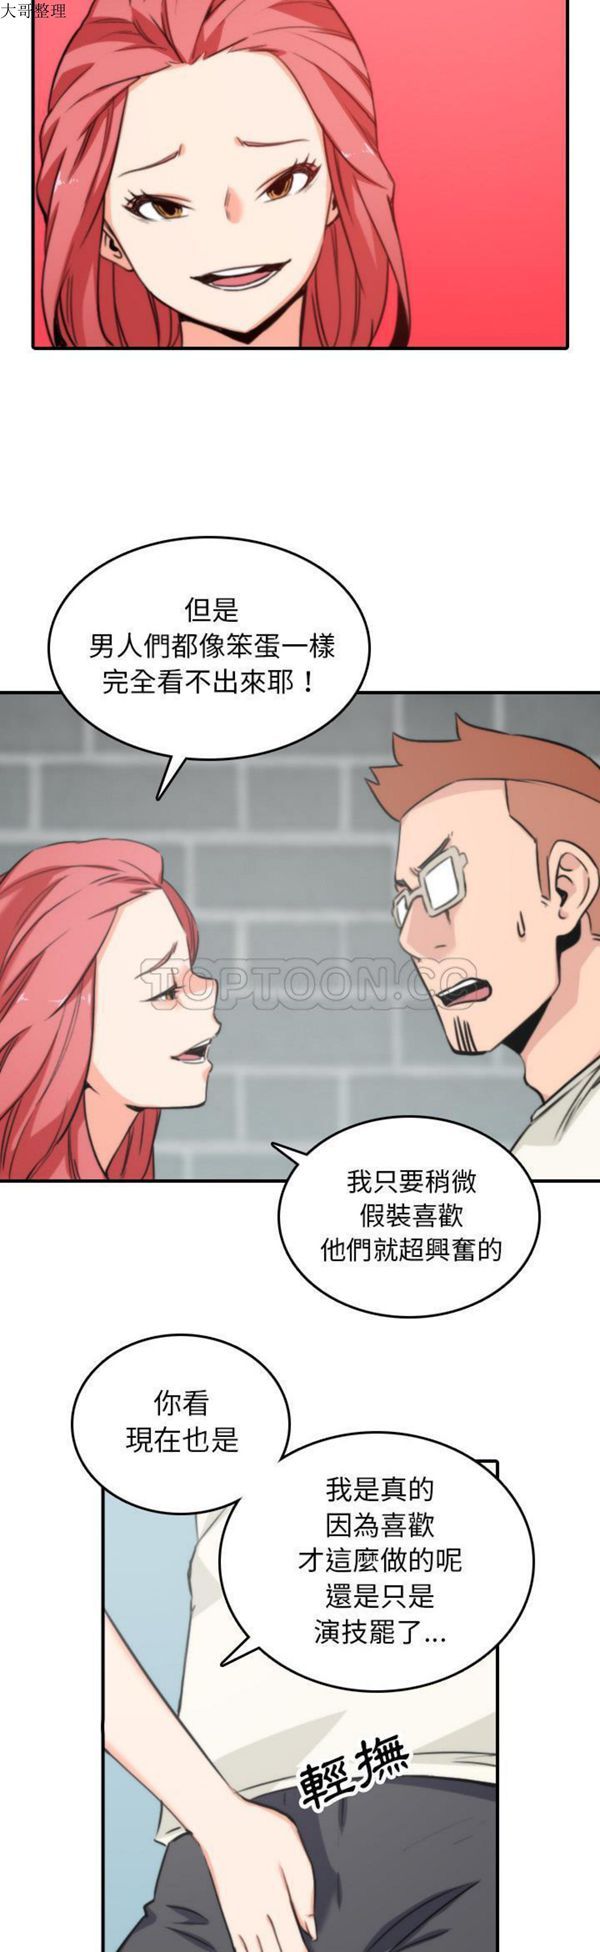 大哥整理
但是
男人們都像笨蛋一樣
完全看不出來耶！
TOPTOON.CO
我只要稍微
假裝喜歡
他們就超興奮的
你看
現在也是
我是真的
因為喜歡
才這麼做的呢
還是只是
演技罷了...
輕撫